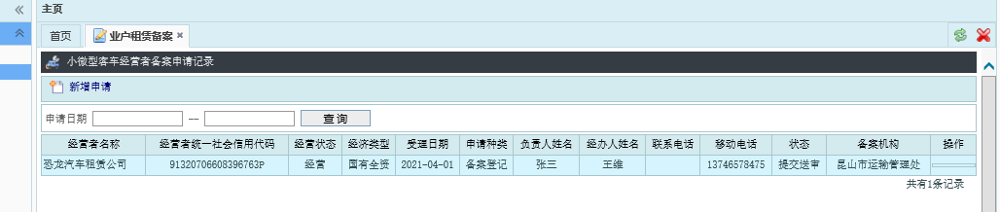 主页
首页 业户租赁备案
小微型客车经营者备案申请记录
新增申请
申请日期 -- 查 询
经营者名称 经营者统一社会信用代码 经营状态 经济类型 受理日期 申请种类 负责人姓名 经办人姓名 联系电话 移动电话 状态 备案机构 操作
恐龙汽车租赁公司 91320706608396763P 经营 国有全资 2021-04-01 备案登记 张三 王维 13746578475 提交送审 昆山市运输管理处
共有1条记录